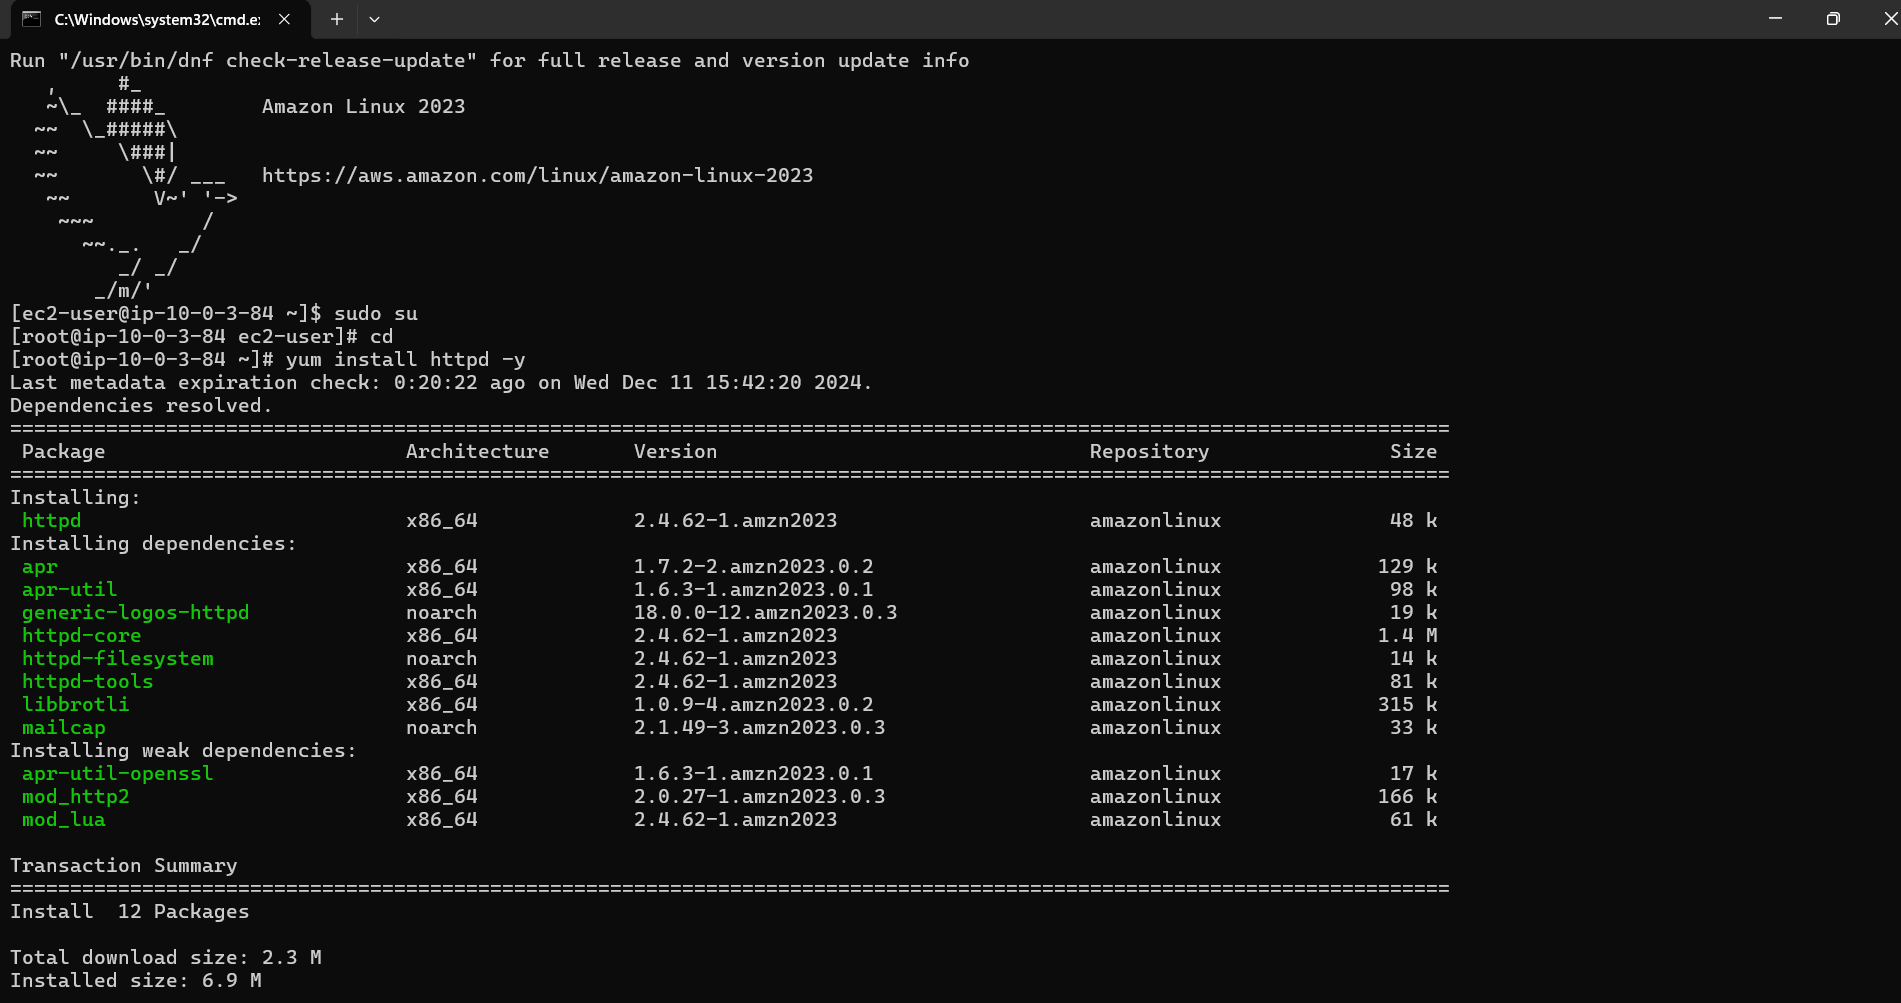 C:\Windows\system32\cmd.e:
Run "/usr/bin/dnf check-release-update" for full release and version update info
   ,     #_
   ~\_  ####_        Amazon Linux 2023
  ~~  \_#####\
  ~~     \###|
  ~~       \#/ ___   https://aws.amazon.com/linux/amazon-linux-2023
   ~~       V~' '->
    ~~~         /
      ~~._.   _/
         _/ _/
       _/m/'
[ec2-user@ip-10-0-3-84 ~]$ sudo su
[root@ip-10-0-3-84 ec2-user]# cd
[root@ip-10-0-3-84 ~]# yum install httpd -y
Last metadata expiration check: 0:20:22 ago on Wed Dec 11 15:42:20 2024.
Dependencies resolved.
========================================================================================================================
 Package                         Architecture       Version                               Repository               Size
========================================================================================================================
Installing:
 httpd                           x86_64             2.4.62-1.amzn2023                     amazonlinux              48 k
Installing dependencies:
 apr                             x86_64             1.7.2-2.amzn2023.0.2                  amazonlinux             129 k
 apr-util                        x86_64             1.6.3-1.amzn2023.0.1                  amazonlinux              98 k
 generic-logos-httpd             noarch             18.0.0-12.amzn2023.0.3                amazonlinux              19 k
 httpd-core                      x86_64             2.4.62-1.amzn2023                     amazonlinux             1.4 M
 httpd-filesystem                noarch             2.4.62-1.amzn2023                     amazonlinux              14 k
 httpd-tools                     x86_64             2.4.62-1.amzn2023                     amazonlinux              81 k
 libbrotli                       x86_64             1.0.9-4.amzn2023.0.2                  amazonlinux             315 k
 mailcap                         noarch             2.1.49-3.amzn2023.0.3                 amazonlinux              33 k
Installing weak dependencies:
 apr-util-openssl                x86_64             1.6.3-1.amzn2023.0.1                  amazonlinux              17 k
 mod_http2                       x86_64             2.0.27-1.amzn2023.0.3                 amazonlinux             166 k
 mod_lua                         x86_64             2.4.62-1.amzn2023                     amazonlinux              61 k

Transaction Summary
========================================================================================================================
Install  12 Packages

Total download size: 2.3 M
Installed size: 6.9 M